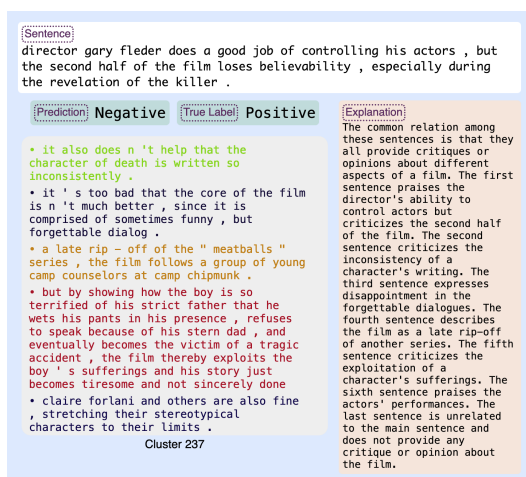 Sentence
director gary fleder does a good job of controlling his actors , but
the second half of the film loses believability , especially during
the revelation of the killer .
Prediction Negative True Label Positive
• it also does n 't help that the
character of death is written so
inconsistently .
• it ' s too bad that the core of the film
is n 't much better , since it is
comprised of sometimes funny , but
forgettable dialog .
• a late rip - off of the " meatballs "
series , the film follows a group of young
camp counselors at camp chipmunk .
• but by showing how the boy is so
terrified of his strict father that he
wets his pants in his presence , refuses
to speak because of his stern dad , and
eventually becomes the victim of a tragic
accident , the film thereby exploits the
boy ' s sufferings and his story just
becomes tiresome and not sincerely done
• claire forlani and others are also fine
, stretching their stereotypical
characters to their limits .
Cluster 237
Explanation
The common relation among
these sentences is that they
all provide critiques or
opinions about different
aspects of a film. The first
sentence praises the
director's ability to
control actors but
criticizes the second half
of the film. The second
sentence criticizes the
inconsistency of a
character's writing. The
third sentence expresses
disappointment in the
forgettable dialogues. The
fourth sentence describes
the film as a late rip-off
of another series. The fifth
sentence criticizes the
exploitation of a
character's sufferings. The
sixth sentence praises the
actors' performances. The
last sentence is unrelated
to the main sentence and
does not provide any
critique or opinion about
the film.